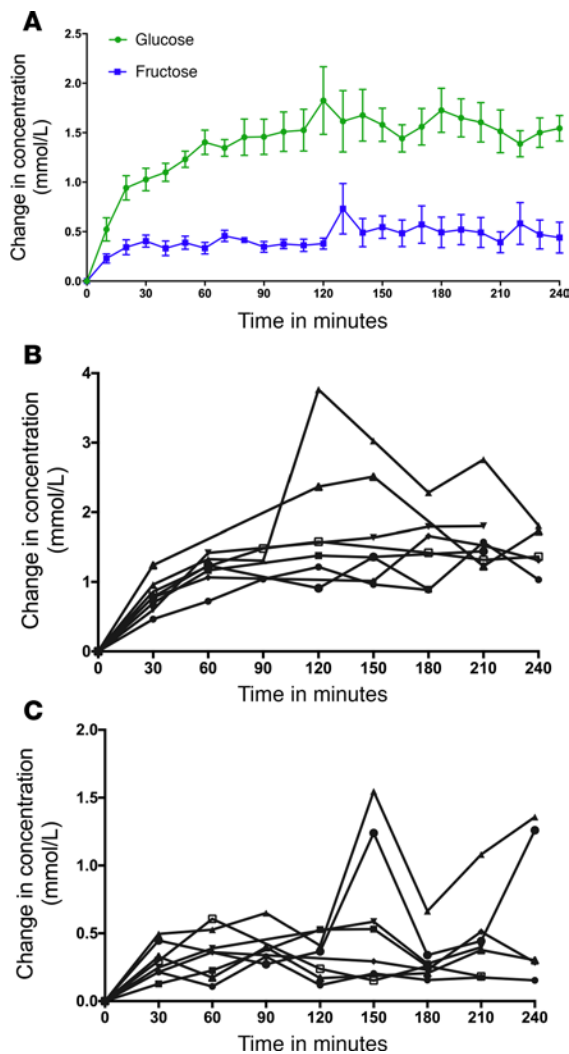 A
Glucose
Fructose
Change in concentration
(mmol/L)
2.5
2.0
1.5
1.0
0.5
0.0
0 30 60 90 120 150 180 210 240
Time in minutes
B
Change in concentration
(mmol/L)
4
3
2
1
0
0 30 60 90 120 150 180 210 240
Time in minutes
C
Change in concentration
(mmol/L)
2.0
1.5
1.0
0.5
0.0
0 30 60 90 120 150 180 210 240
Time in minutes